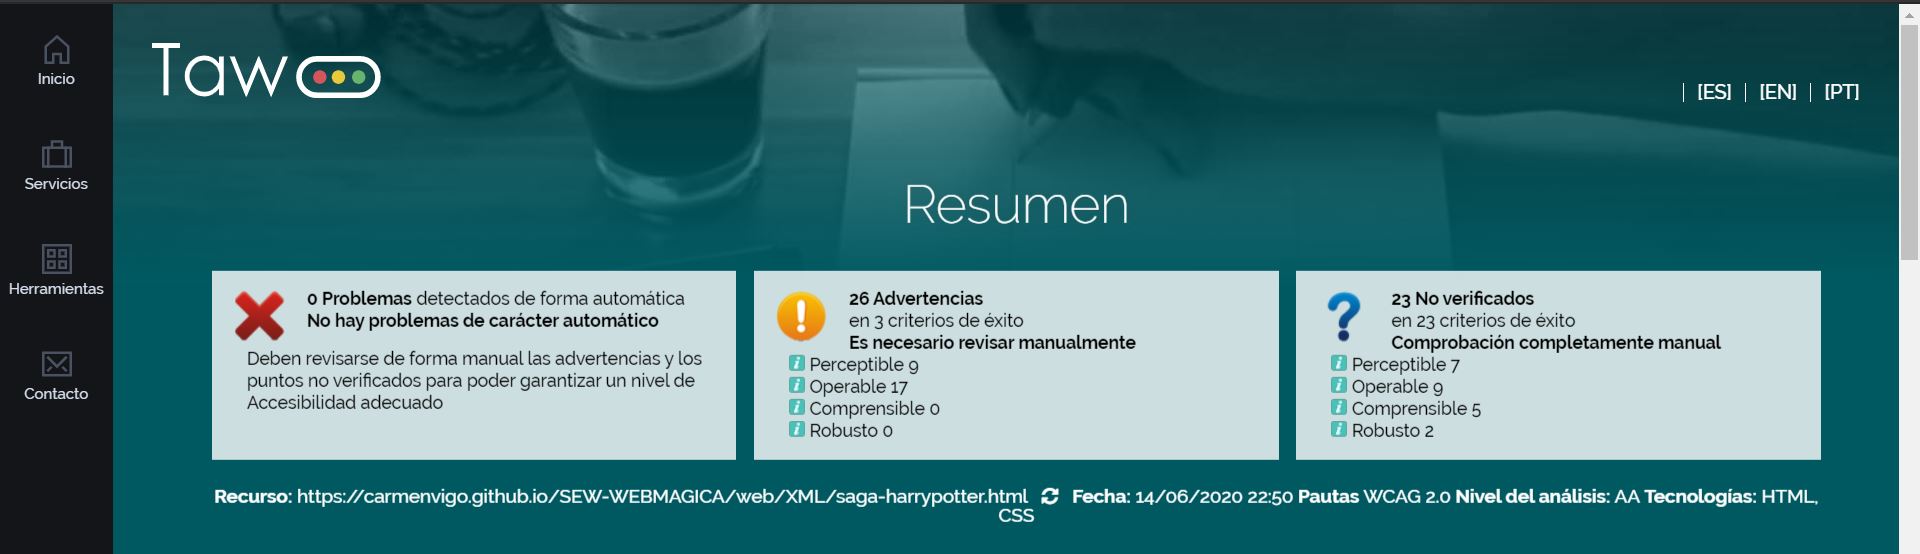 Inicio
Servicios
Herramientas
Contacto
Taw
[ES] [EN] [PT]
Resumen
0 Problemas detectados de forma automática
No hay problemas de carácter automático
Deben revisarse de forma manual las advertencias y los
puntos no verificados para poder garantizar un nivel de
Accesibilidad adecuado
26 Advertencias
en 3 criterios de éxito
Es necesario revisar manualmente
Perceptible 9
Operable 17
Comprensible 0
Robusto 0
23 No verificados
en 23 criterios de éxito
Comprobación completamente manual
Perceptible 7
Operable 9
Comprensible 5
Robusto 2
Recurso: https://carmenvigo.github.io/SEW-WEBMAGICA/web/XML/saga-harrypotter.html Fecha: 14/06/2020 22:50 Pautas WCAG 2.0 Nivel del análisis: AA Tecnologías: HTML,
CSS